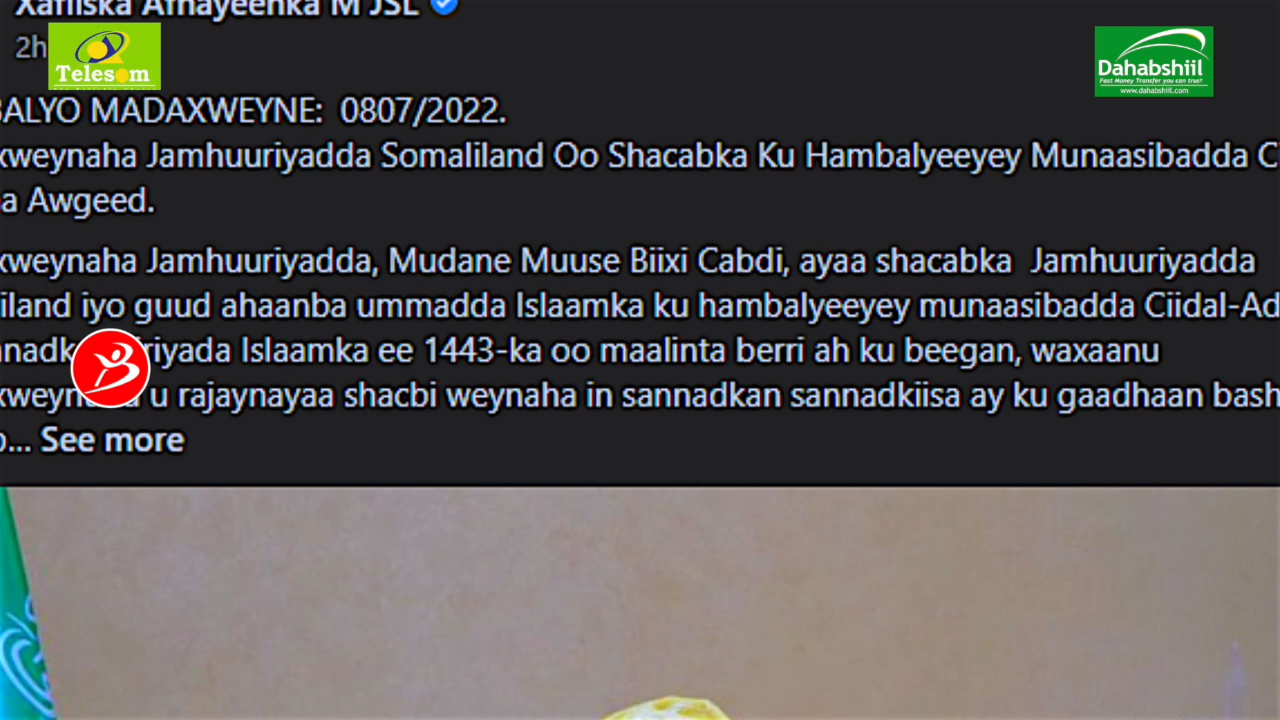 Xafiiska Afhayeenka M JSL
2h
Telesom
Dahabshiil
Fast Money Transfer you can trust
www.dahabshiil.com
BALYO MADAXWEYNE: 0807/2022.
xweynaha Jamhuuriyadda Somaliland Oo Shacabka Ku Hambalyeeyey Munaasibadda C
a Awgeed.
xweynaha Jamhuuriyadda, Mudane Muuse Biixi Cabdi, ayaa shacabka Jamhuuriyadda
iland iyo guud ahaanba ummadda Islaamka ku hambalyeeyey munaasibadda Ciidal-Ad
nnadk riyada Islaamka ee 1443-ka oo maalinta berri ah ku beegan, waxaanu
xweyn u rajaynayaa shacbi weynaha in sannadkan sannadkiisa ay ku gaadhaan bash
... See more